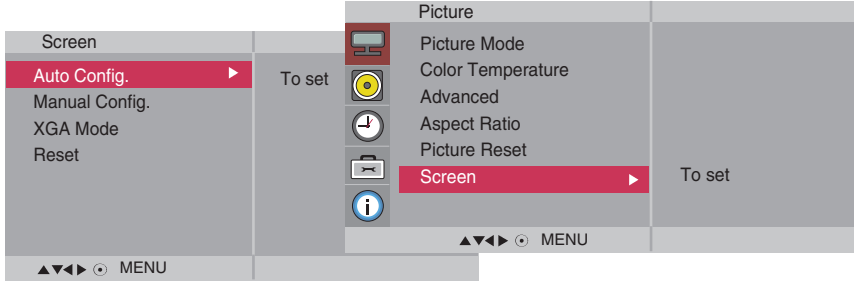 Screen
Auto Config. ▶ To set
Manual Config.
XGA Mode
Reset
▲▼◀▶ ⊙ MENU
Picture
Picture Mode
Color Temperature
Advanced
Aspect Ratio
Picture Reset
Screen ▶ To set
▲▼◀▶ ⊙ MENU